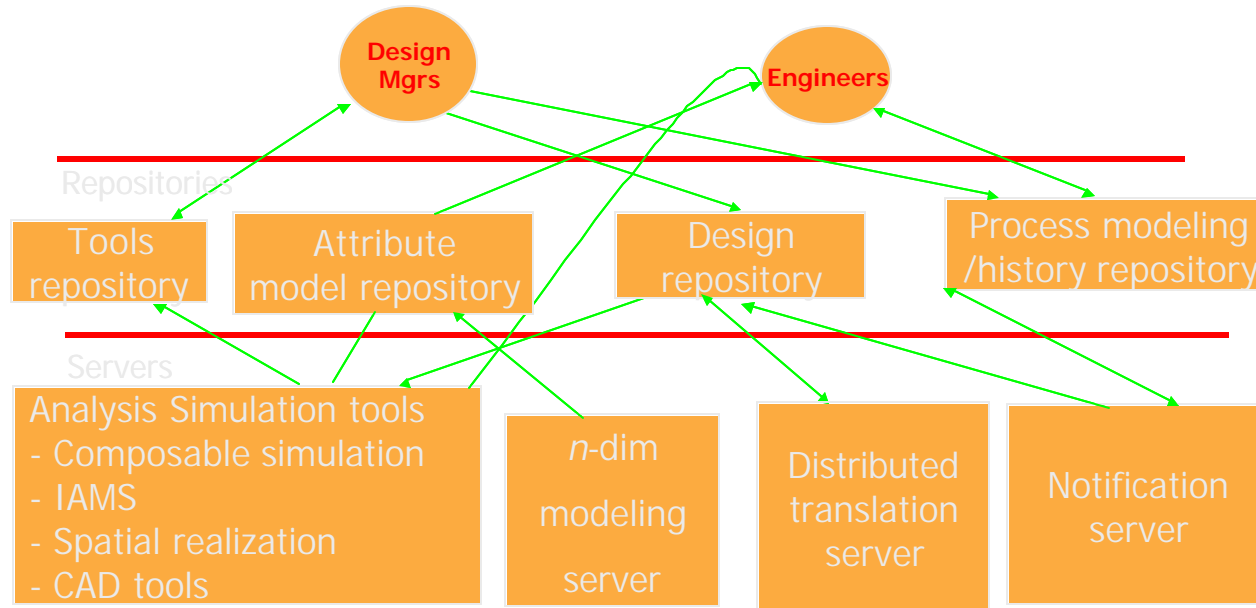 Design
Mgrs
Engineers
Repositories
Tools
repository
Attribute
model repository
Design
repository
Process modeling
/history repository
Servers
Analysis Simulation tools
- Composable simulation
- IAMS
- Spatial realization
- CAD tools
n-dim
modeling
server
Distributed
translation
server
Notification
server